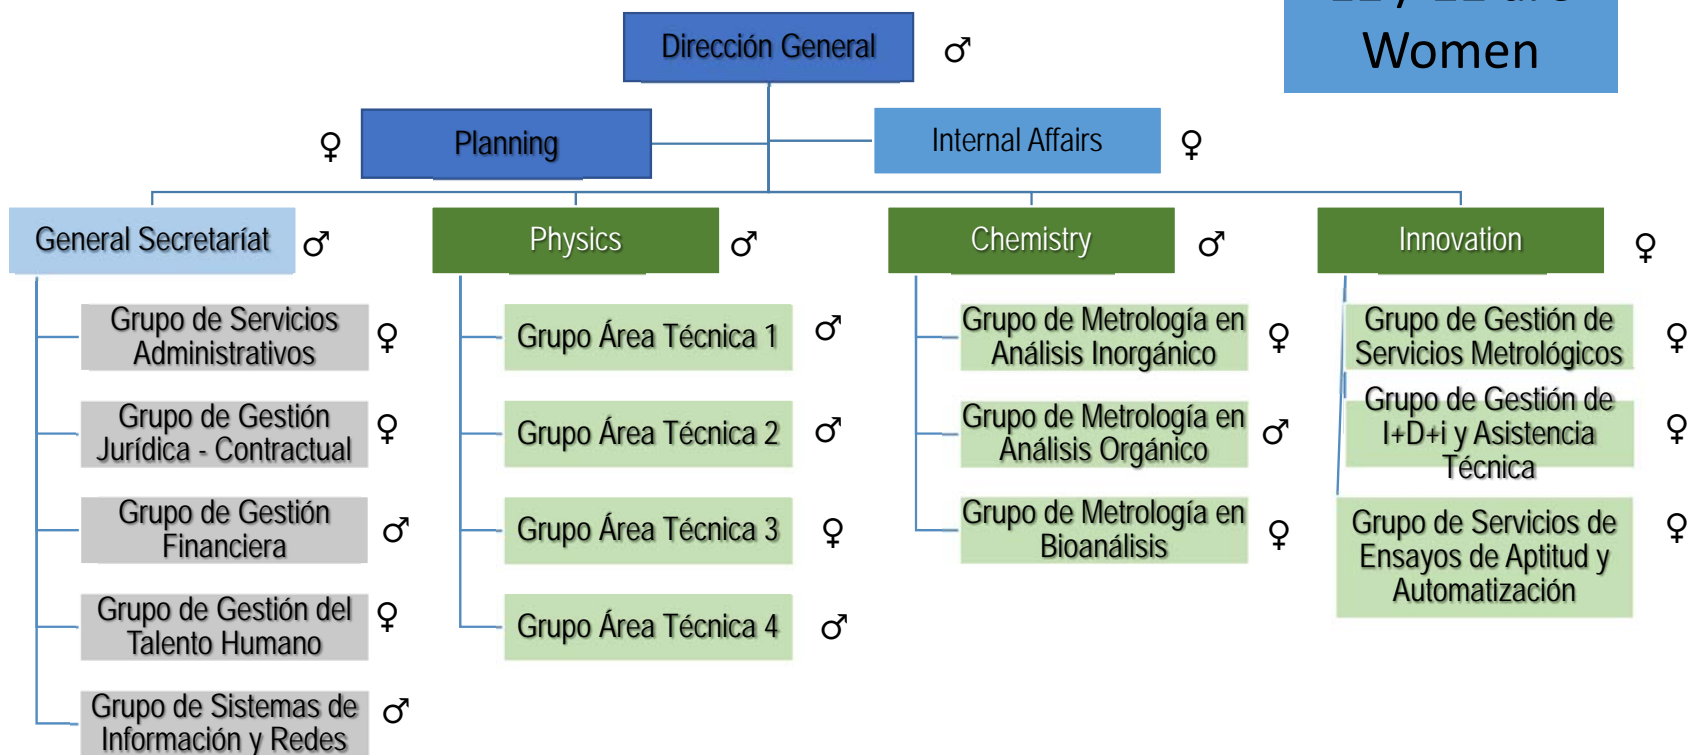 Women
Dirección General ♂
♀ Planning
Internal Affairs ♀
General Secretaríat ♂
Physics ♂
Chemistry ♂
Innovation ♀
Grupo de Servicios
Administrativos ♀
Grupo de Gestión
Jurídica - Contractual ♀
Grupo de Gestión
Financiera ♂
Grupo de Gestión del
Talento Humano ♀
Grupo de Sistemas de
Información y Redes ♂
Grupo Área Técnica 1 ♂
Grupo Área Técnica 2 ♂
Grupo Área Técnica 3 ♀
Grupo Área Técnica 4 ♂
Grupo de Metrología en
Análisis Inorgánico ♀
Grupo de Metrología en
Análisis Orgánico ♂
Grupo de Metrología en
Bioanálisis ♀
Grupo de Gestión de
Servicios Metrológicos ♀
Grupo de Gestión de
I+D+i y Asistencia
Técnica ♀
Grupo de Servicios de
Ensayos de Aptitud y
Automatización ♀